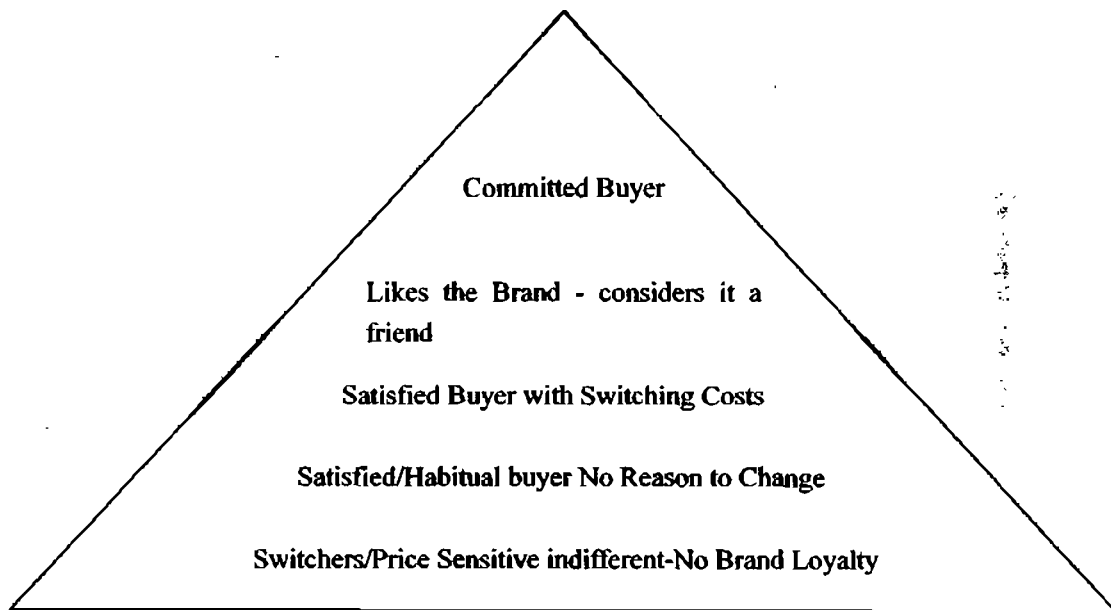 Committed Buyer
Likes the Brand - considers it a
friend
Satisfied Buyer with Switching Costs
Satisfied/Habitual buyer No Reason to Change
Switchers/Price Sensitive indifferent-No Brand Loyalty